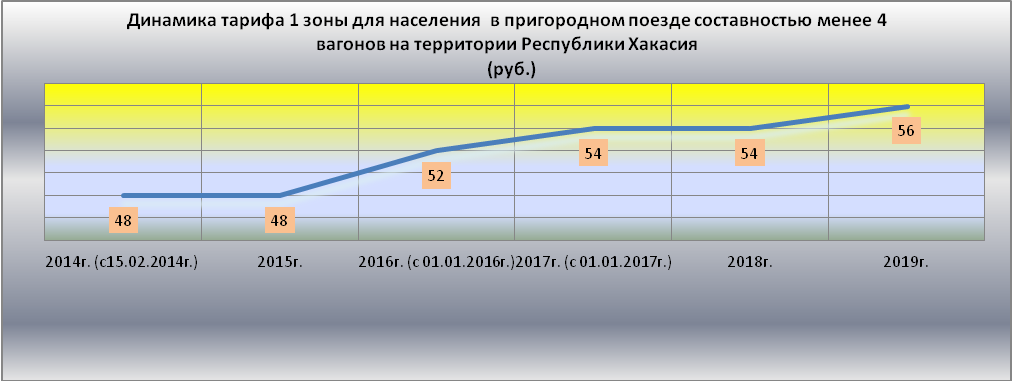 Динамика тарифа 1 зоны для населения  в пригородном поезде составностью менее 4
вагонов на территории Республики Хакасия
(руб.)
48
48
52
54
54
56
2014г. (с15.02.2014г.)
2015г.
2016г. (с 01.01.2016г.)
2017г. (с 01.01.2017г.)
2018г.
2019г.